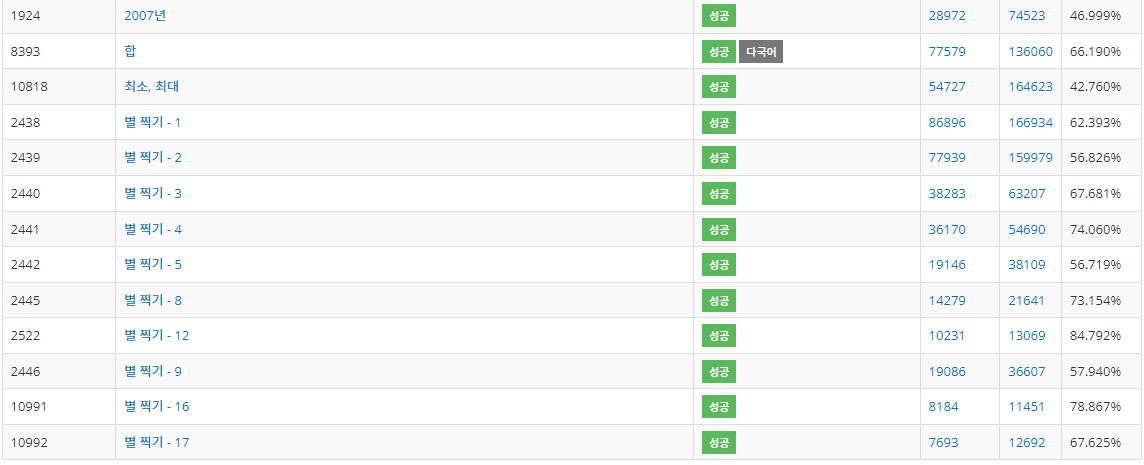 1924 2007년 성공 28972 74523 46.999%
8393 합 성공 다국어 77579 136060 66.190%
10818 최소, 최대 성공 54727 164623 42.760%
2438 별 찍기 - 1 성공 86896 166934 62.393%
2439 별 찍기 - 2 성공 77939 159979 56.826%
2440 별 찍기 - 3 성공 38283 63207 67.681%
2441 별 찍기 - 4 성공 36170 54690 74.060%
2442 별 찍기 - 5 성공 19146 38109 56.719%
2445 별 찍기 - 8 성공 14279 21641 73.154%
2522 별 찍기 - 12 성공 10231 13069 84.792%
2446 별 찍기 - 9 성공 19086 36607 57.940%
10991 별 찍기 - 16 성공 8184 11451 78.867%
10992 별 찍기 - 17 성공 7693 12692 67.625%